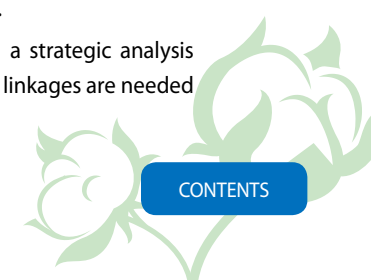 .
a strategic analysis
linkages are needed
CONTENTS